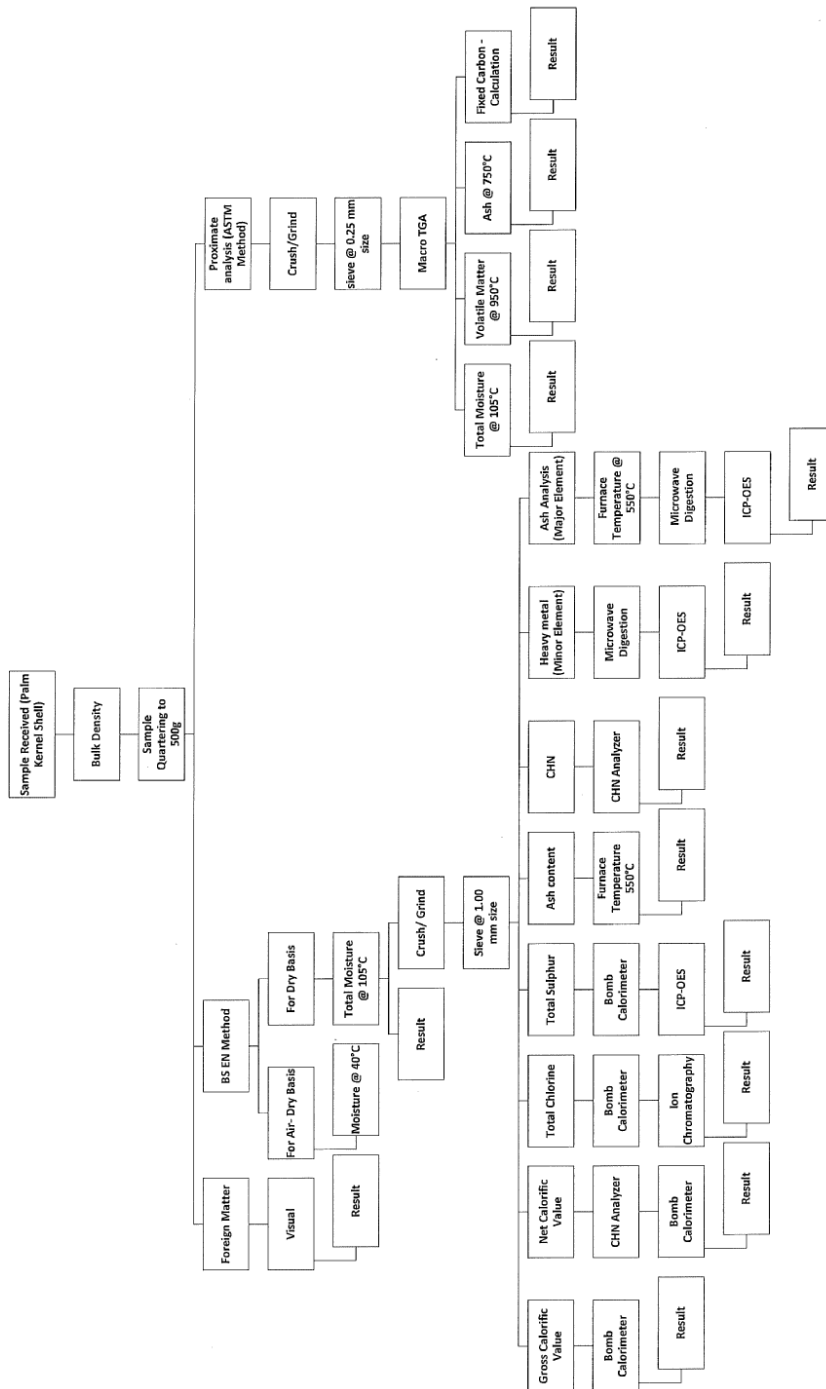 Sample Received (Palm
Kernel Shell)
Bulk Density
Sample
Quartering to
500g
Foreign Matter
BS EN Method
Proximate
analysis (ASTM
Method)
Visual
For Air- Dry Basis
For Dry Basis
Crush/Grind
Result
Moisture @ 40°C
Total Moisture
@ 105°C
sieve @ 0.25 mm
size
Result
Crush/ Grind
Macro TGA
Sieve @ 1.00
mm size
Total Moisture
@ 105°C
Volatile Matter
@ 950°C
Ash @ 750°C
Fixed Carbon -
Calculation
Result
Result
Result
Result
Gross Calorific
Value
Net Calorific
Value
Total Chlorine
Total Sulphur
Ash content
CHN
Heavy metal
(Minor Element)
Ash Analysis
(Major Element)
Bomb
Calorimeter
CHN Analyzer
Bomb
Calorimeter
Bomb
Calorimeter
Furnace
Temperature
550°C
CHN Analyzer
Microwave
Digestion
Furnace
Temperature @
550°C
Result
Bomb
Calorimeter
Ion
Chromatography
ICP-OES
Result
Result
ICP-OES
Microwave
Digestion
Result
Result
Result
Result
ICP-OES
Result